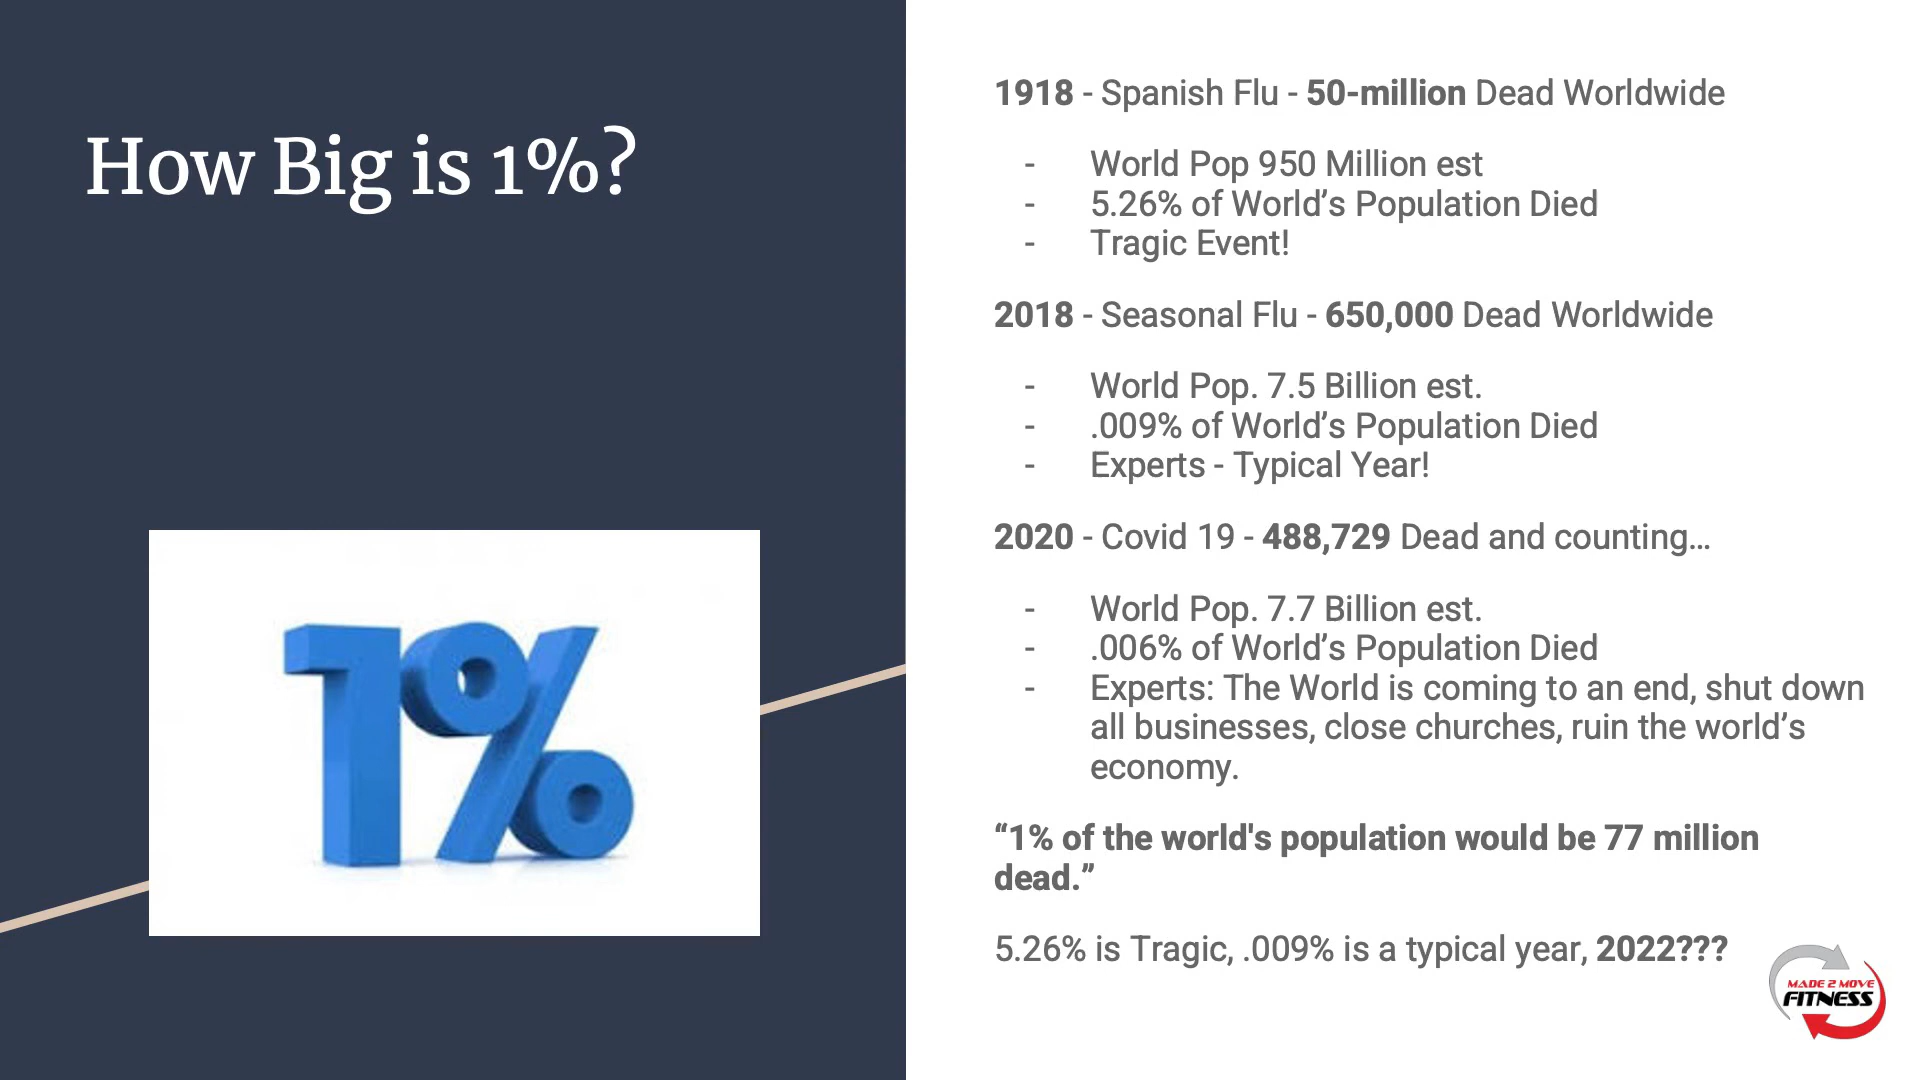 How Big is 1%?
1%
1918 - Spanish Flu - 50-million Dead Worldwide
- World Pop 950 Million est
- 5.26% of World’s Population Died
- Tragic Event!
2018 - Seasonal Flu - 650,000 Dead Worldwide
- World Pop. 7.5 Billion est.
- .009% of World’s Population Died
- Experts - Typical Year!
2020 - Covid 19 - 488,729 Dead and counting…
- World Pop. 7.7 Billion est.
- .006% of World’s Population Died
- Experts: The World is coming to an end, shut down
all businesses, close churches, ruin the world’s
economy.
“1% of the world's population would be 77 million
dead.”
5.26% is Tragic, .009% is a typical year, 2022???
MADE 2 MOVE
FITNESS